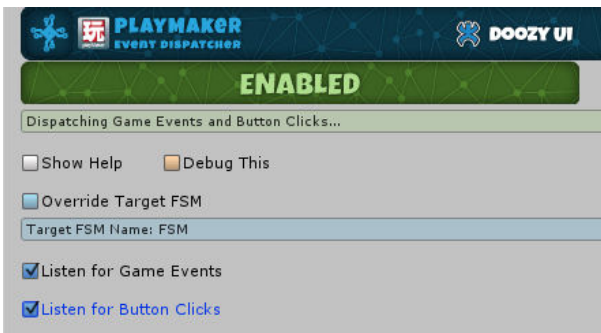 玩 PLAYMAKER DOOZY UI
EVENT DISPATCHER
ENABLED
Dispatching Game Events and Button Clicks...
Show Help Debug This
Override Target FSM
Target FSM Name: FSM
Listen for Game Events
Listen for Button Clicks